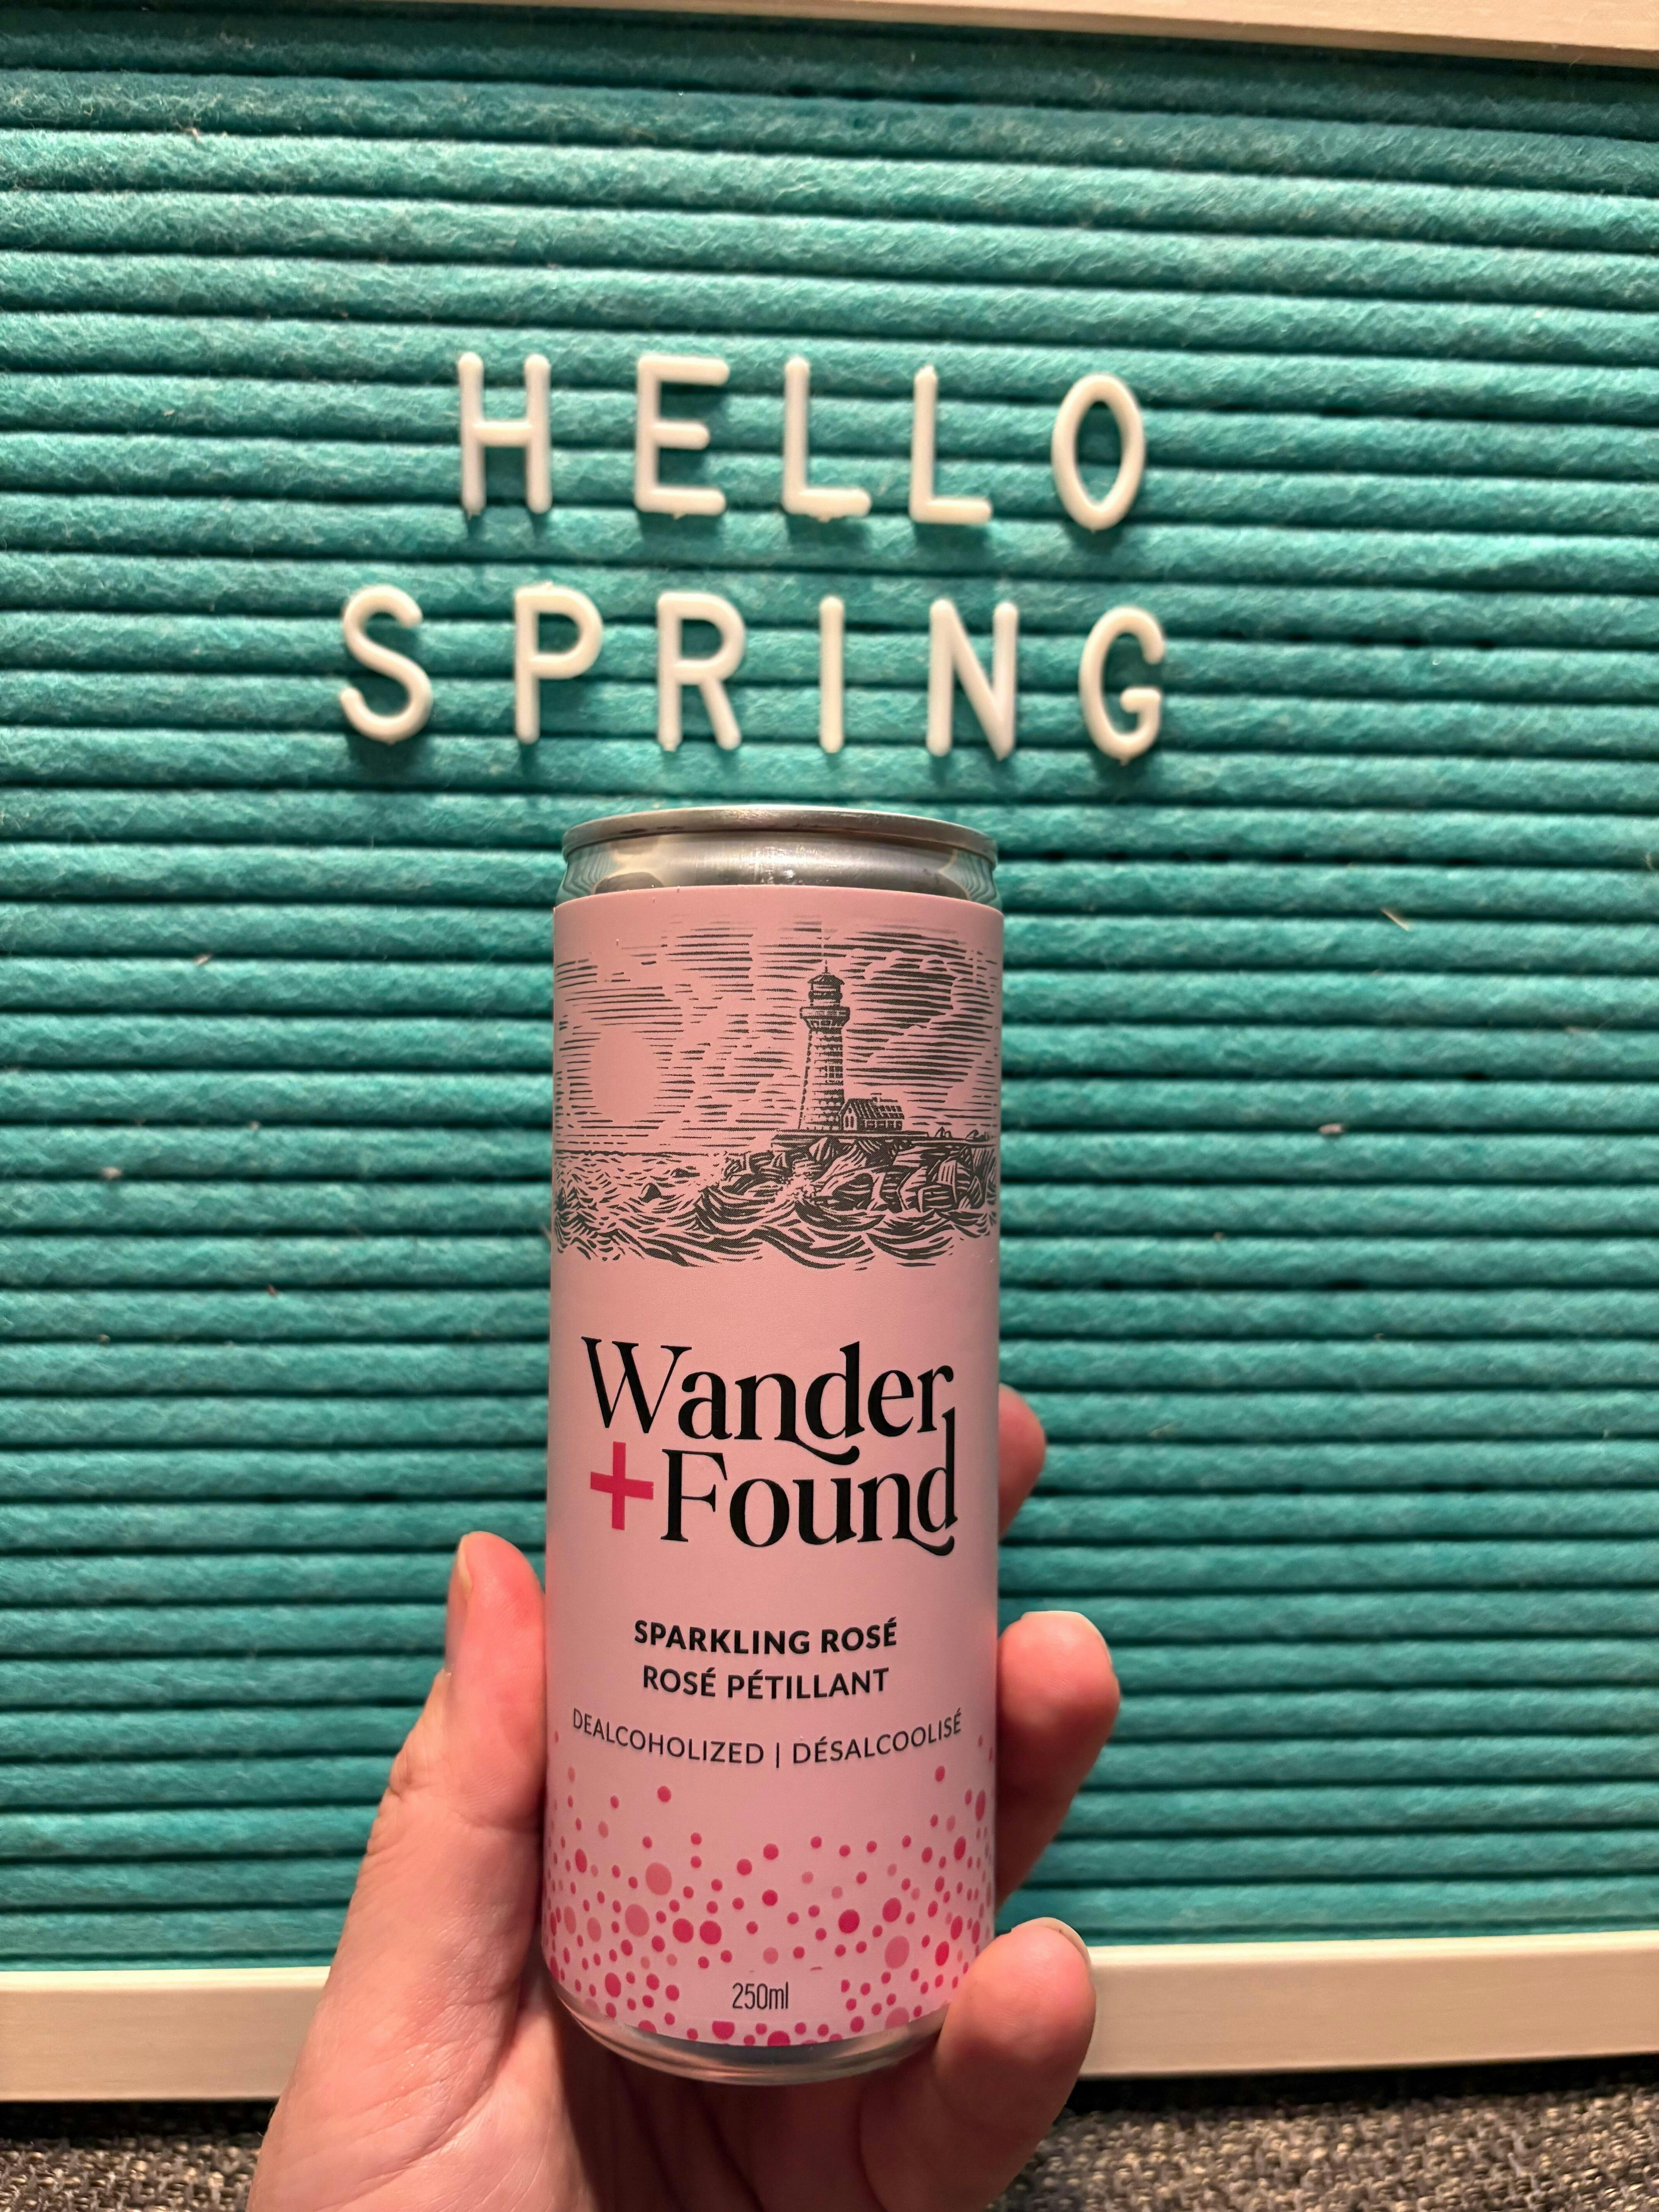 HELLO
SPRING
Wander
+Found
SPARKLING ROSÉ
ROSÉ PÉTILLANT
DEALCOHOLIZED | DÉSALCOOLISÉ
250ml